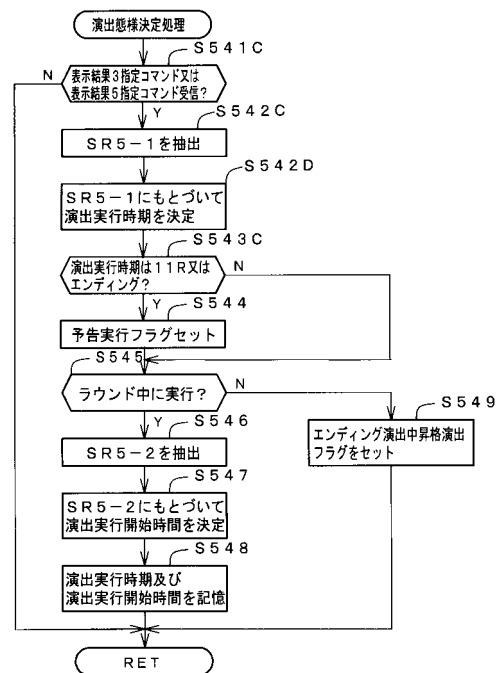 演出態様決定処理
S541C
N
表示結果3指定コマンド又は
表示結果5指定コマンド受信?
Y
S542C
SR5-1を抽出
S542D
SR5-1にもとづいて
演出実行時期を決定
S543C
演出実行時期は11R又は
エンディング?
N
Y
S544
予告実行フラグセット
S545
ラウンド中に実行?
N
Y
S546
S549
SR5-2を抽出
エンディング演出中昇格演出
フラグをセット
S547
SR5-2にもとづいて
演出実行開始時間を決定
S548
演出実行時期及び
演出実行開始時間を記憶
RET